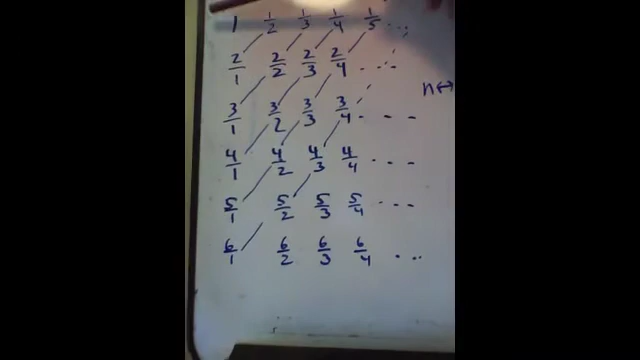 1 1/2 1/3 1/4 1/5 ...
2/1 2/2 2/3 2/4 ...
n↔
3/1 3/2 3/3 3/4 ...
4/1 4/2 4/3 4/4 ...
5/1 5/2 5/3 5/4 ...
6/1 6/2 6/3 6/4 ...